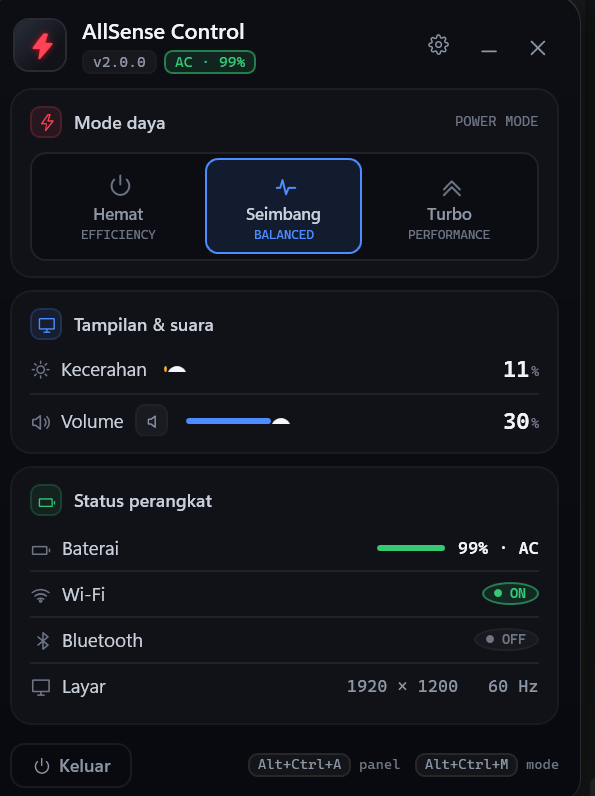 AllSense Control
v2.0.0 AC · 99%
Mode daya POWER MODE
Hemat Seimbang Turbo
EFFICIENCY BALANCED PERFORMANCE
Tampilan & suara
Kecerahan 11%
Volume 30%
Status perangkat
Baterai 99% · AC
Wi-Fi ON
Bluetooth OFF
Layar 1920 × 1200 60 Hz
Keluar Alt+Ctrl+A panel Alt+Ctrl+M mode